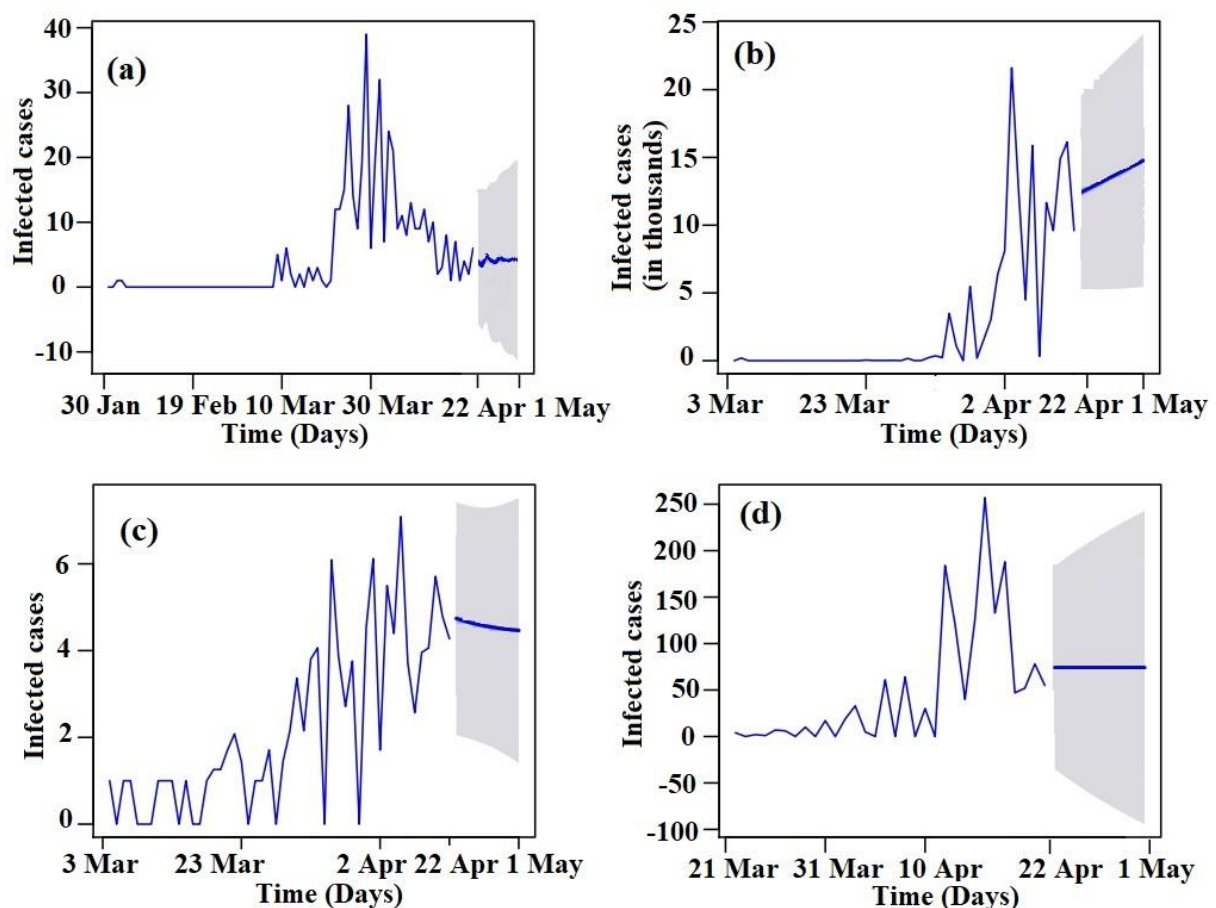 (a)
40
30
20
10
0
-10
Infected cases
30 Jan 19 Feb 10 Mar 30 Mar 22 Apr 1 May
Time (Days)
(b)
25
20
15
10
5
0
Infected cases
(in thousands)
3 Mar 23 Mar 2 Apr 22 Apr 1 May
Time (Days)
(c)
6
4
2
0
Infected cases
3 Mar 23 Mar 2 Apr 22 Apr 1 May
Time (Days)
(d)
250
200
150
100
50
0
-50
-100
Infected cases
21 Mar 31 Mar 10 Apr 22 Apr 1 May
Time (Days)